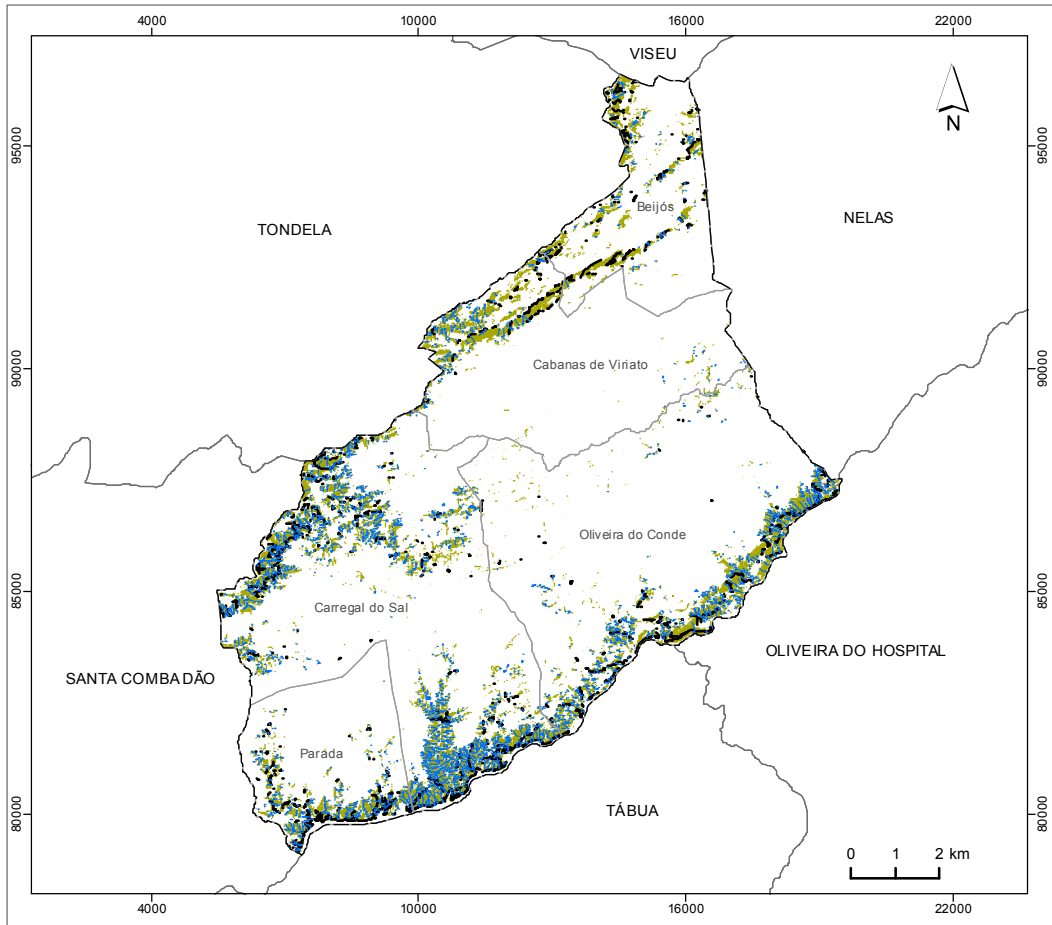 4000 10000 16000 22000
VISEU
N
95000 95000
Beijós
NELAS
TONDELA
90000 90000
Cabanas de Viriato
Oliveira do Conde
85000 85000
Carregal do Sal
OLIVEIRA DO HOSPITAL
SANTA COMBA DÃO
Parada
TÁBUA
80000 80000
0 1 2 km
4000 10000 16000 22000